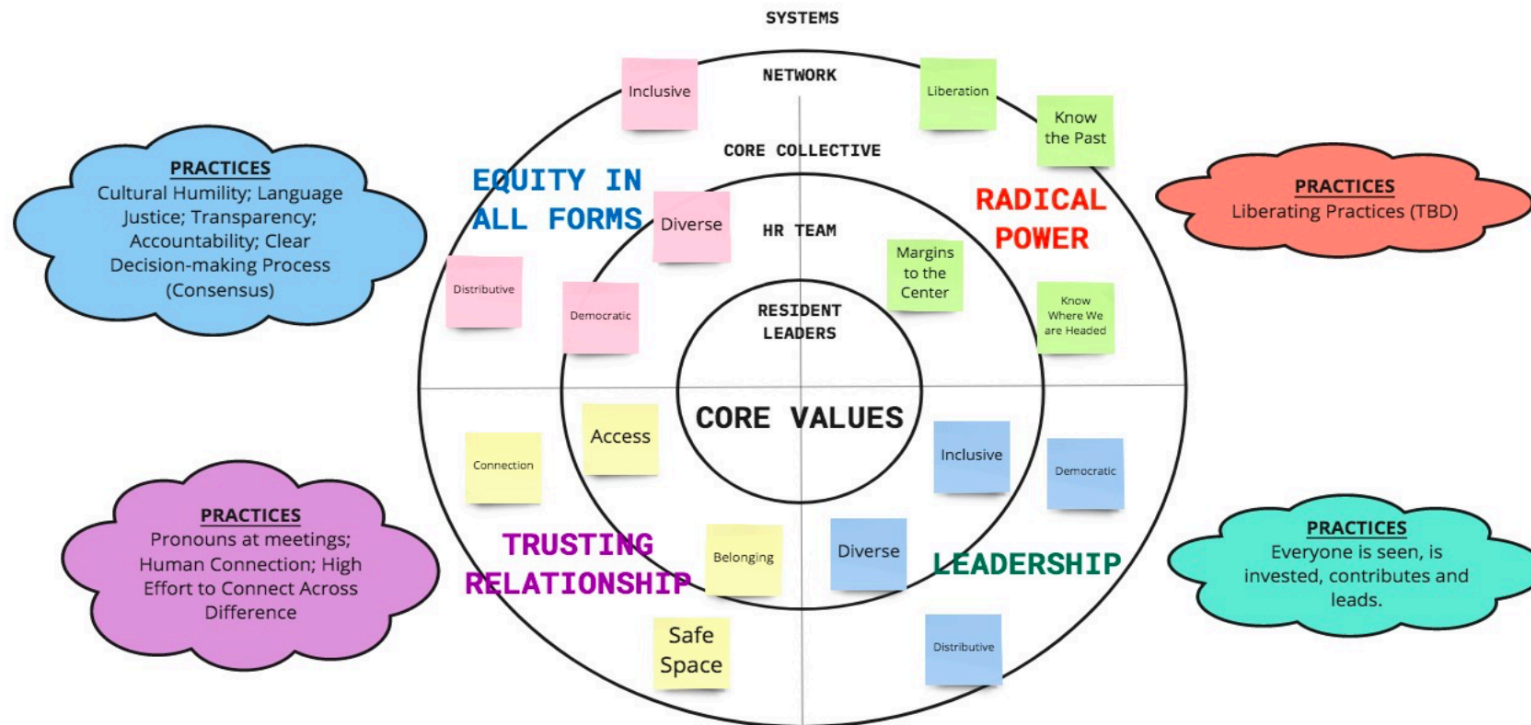 SYSTEMS
NETWORK
Inclusive
Liberation
Know
the Past
CORE COLLECTIVE
EQUITY IN
ALL FORMS
PRACTICES
Cultural Humility; Language
Justice; Transparency;
Accountability; Clear
Decision-making Process
(Consensus)
Diverse
HR TEAM
RADICAL
POWER
PRACTICES
Liberating Practices (TBD)
Margins
to the
Center
Distributive
Democratic
RESIDENT
LEADERS
Know
Where We
are Headed
CORE VALUES
Access
Connection
Inclusive
Democratic
PRACTICES
Pronouns at meetings;
Human Connection; High
Effort to Connect Across
Difference
TRUSTING
RELATIONSHIP
Belonging
Diverse
LEADERSHIP
PRACTICES
Everyone is seen, is
invested, contributes and
leads.
Safe
Space
Distributive